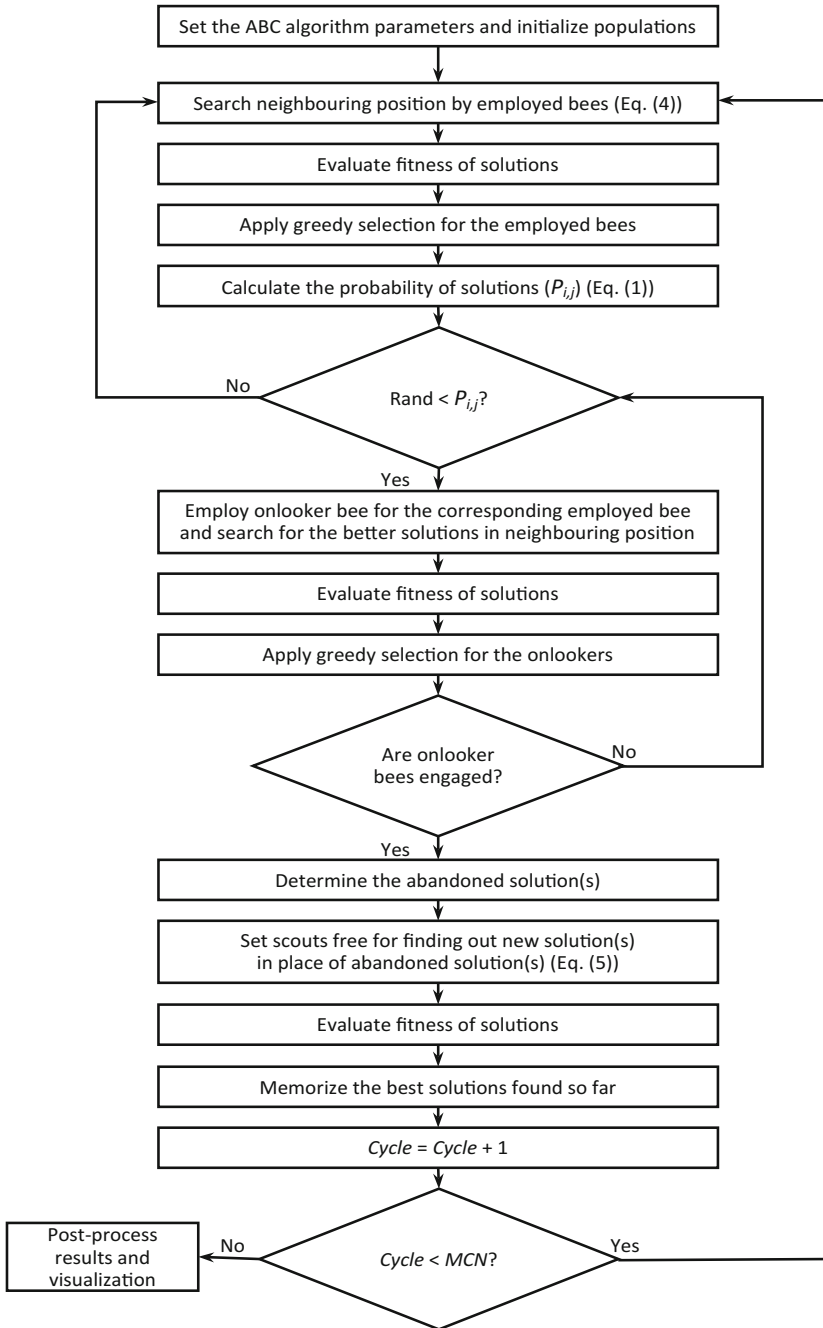 Set the ABC algorithm parameters and initialize populations
Search neighbouring position by employed bees (Eq. (4))
Evaluate fitness of solutions
Apply greedy selection for the employed bees
Calculate the probability of solutions (Pi,j) (Eq. (1))
No
Rand < Pi,j?
Yes
Employ onlooker bee for the corresponding employed bee
and search for the better solutions in neighbouring position
Evaluate fitness of solutions
Apply greedy selection for the onlookers
Are onlooker
bees engaged?
No
Yes
Determine the abandoned solution(s)
Set scouts free for finding out new solution(s)
in place of abandoned solution(s) (Eq. (5))
Evaluate fitness of solutions
Memorize the best solutions found so far
Cycle = Cycle + 1
Post-process
results and
visualization
No
Cycle < MCN?
Yes